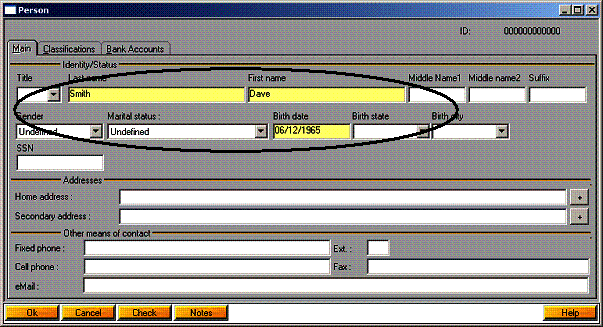 Person
ID: 000000000000
Main Classifications Bank Accounts
Identity/Status
Title Last name First name Middle Name1 Middle name2 Suffix
Smith Dave
Gender Marital status : Birth date Birth state Birth city
Undefined Undefined 06/12/1965
SSN
Addresses
Home address : +
Secondary address : +
Other means of contact
Fixed phone : Ext. :
Cell phone : Fax :
eMail :
Ok Cancel Check Notes Help